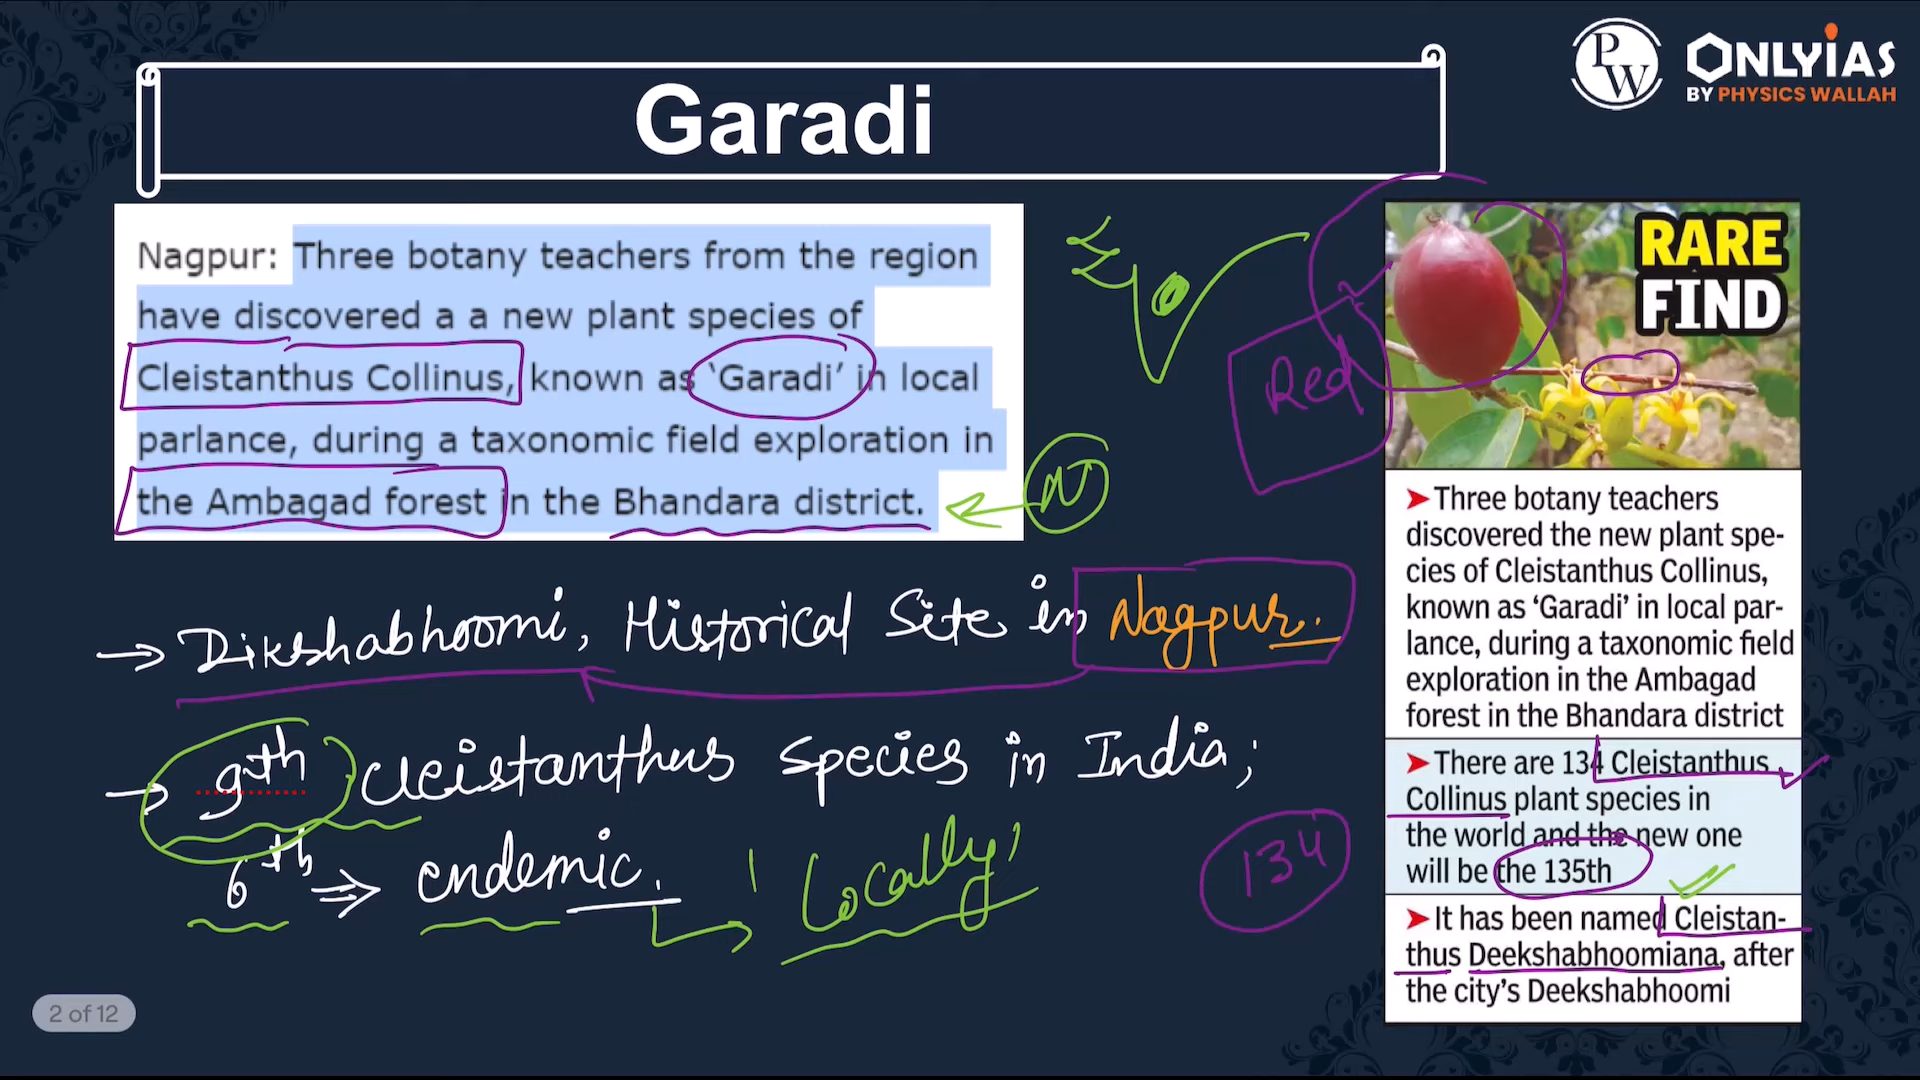 PW
ONLYIAS
BY PHYSICS WALLAH
Garadi
Nagpur: Three botany teachers from the region
have discovered a a new plant species of
Cleistanthus Collinus, known as ‘Garadi’ in local
parlance, during a taxonomic field exploration in
the Ambagad forest in the Bhandara district.
Red
RARE
FIND
→ Dikshabhoomi, Historical Site in Nagpur.
→ 9th Cleistanthus Species in India;
6th ⇒ endemic.
Locally
134
➤Three botany teachers
discovered the new plant spe-
cies of Cleistanthus Collinus,
known as ‘Garadi’ in local par-
lance, during a taxonomic field
exploration in the Ambagad
forest in the Bhandara district
➤There are 134 Cleistanthus
Collinus plant species in
the world and the new one
will be the 135th
➤It has been named Cleistan-
thus Deekshabhoomiana, after
the city’s Deekshabhoomi
2 of 12